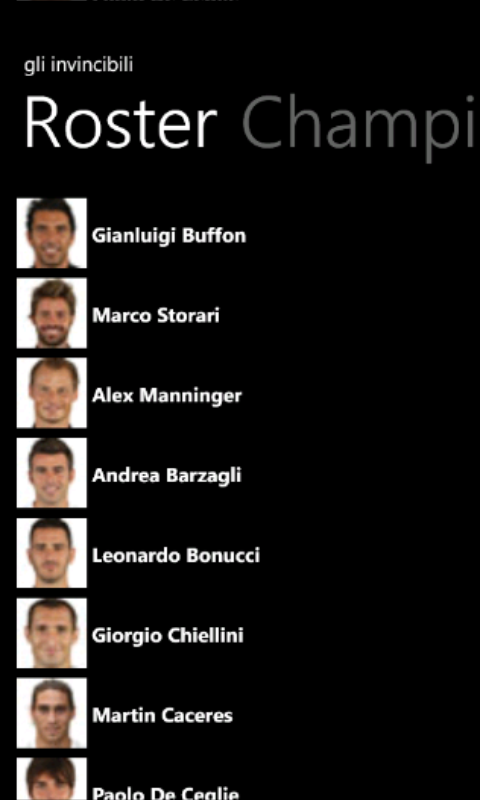 gli invincibili
Roster Champi
Gianluigi Buffon
Marco Storari
Alex Manninger
Andrea Barzagli
Leonardo Bonucci
Giorgio Chiellini
Martin Caceres
Paolo De Ceglie